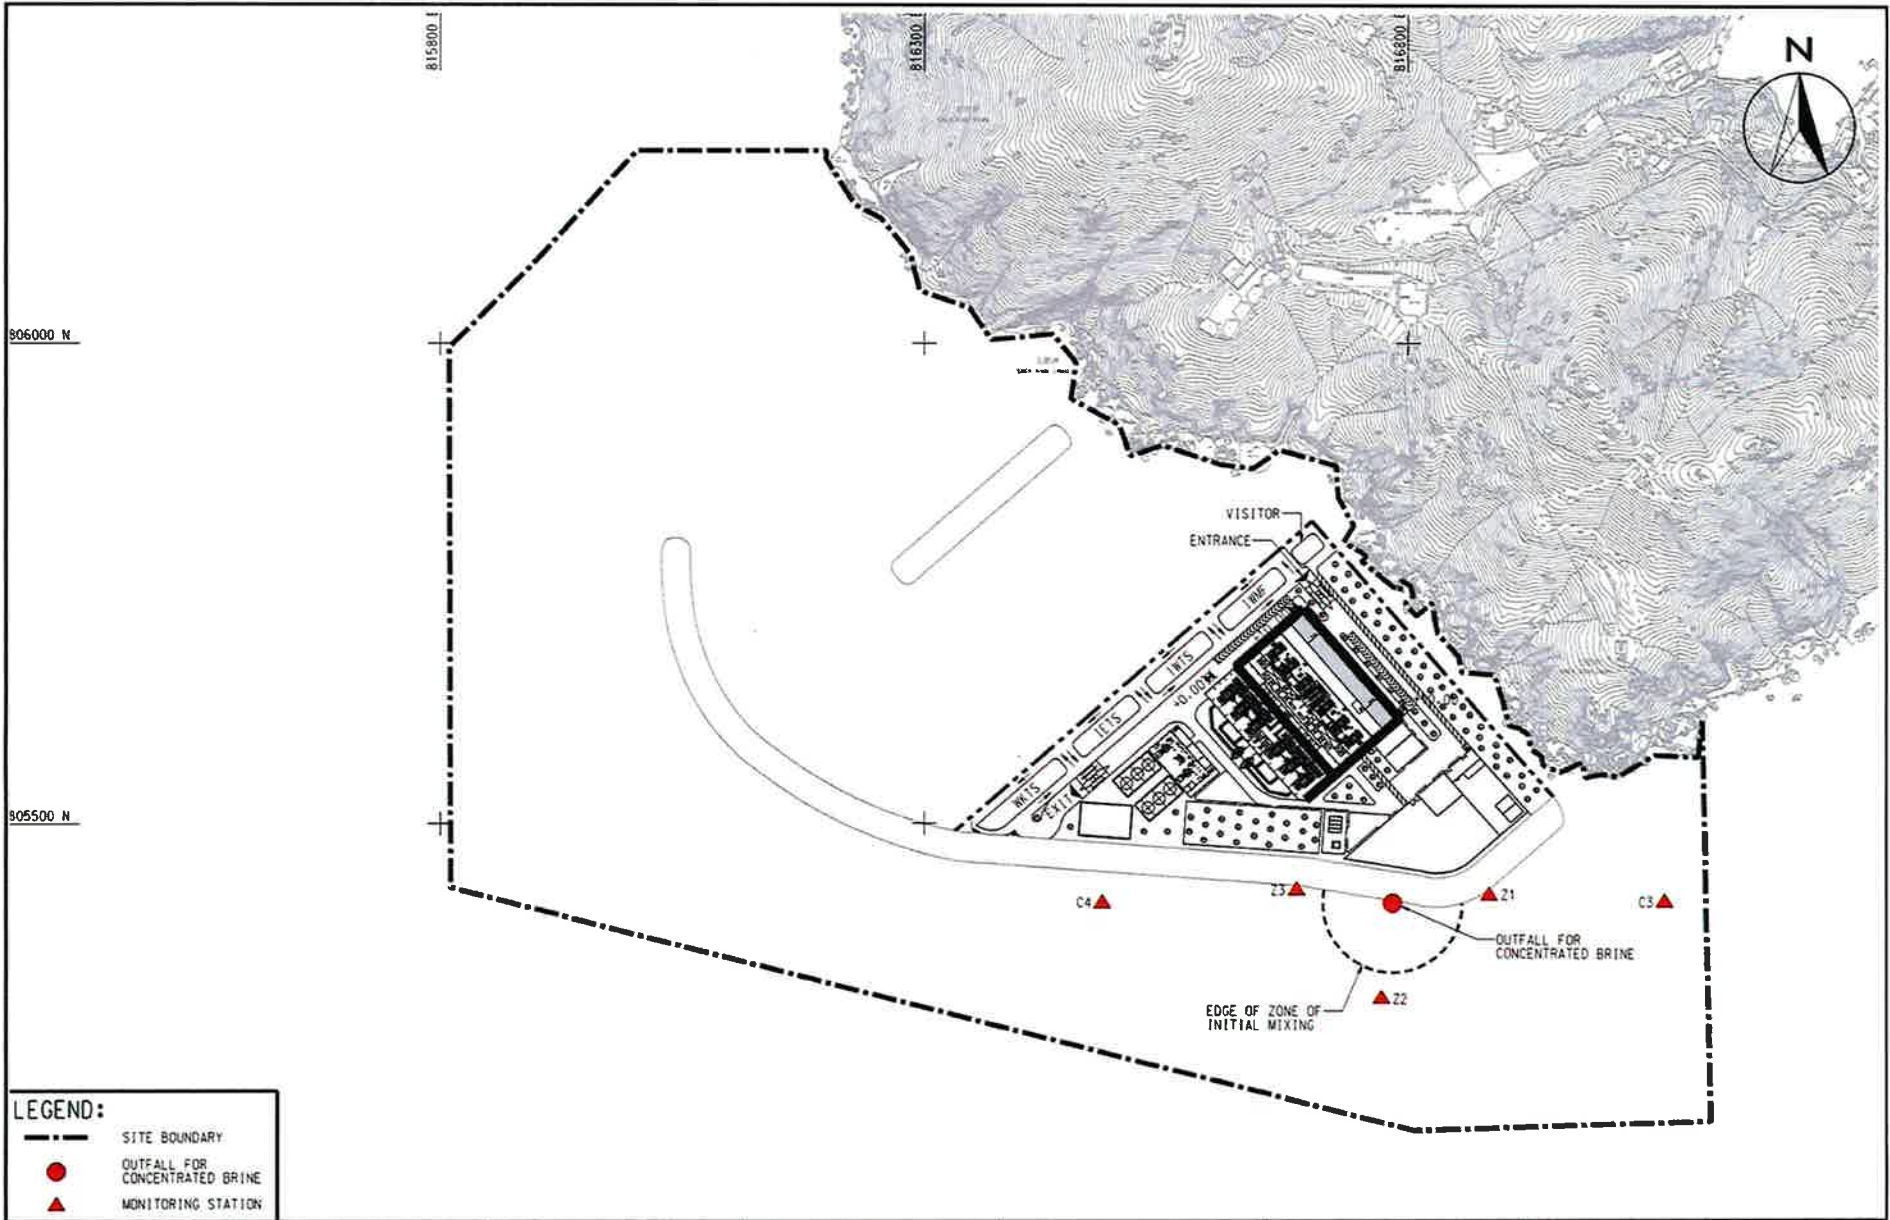 815800 E
816300 E
816800 E
N
806000 N
VISITOR
ENTRANCE
IWMF
IWTS
+0.00
IETS
WKTS
EXIT
805500 N
Z3
Z1
C4
C3
OUTFALL FOR
CONCENTRATED BRINE
Z2
EDGE OF ZONE OF
INITIAL MIXING
LEGEND:
SITE BOUNDARY
OUTFALL FOR
CONCENTRATED BRINE
MONITORING STATION